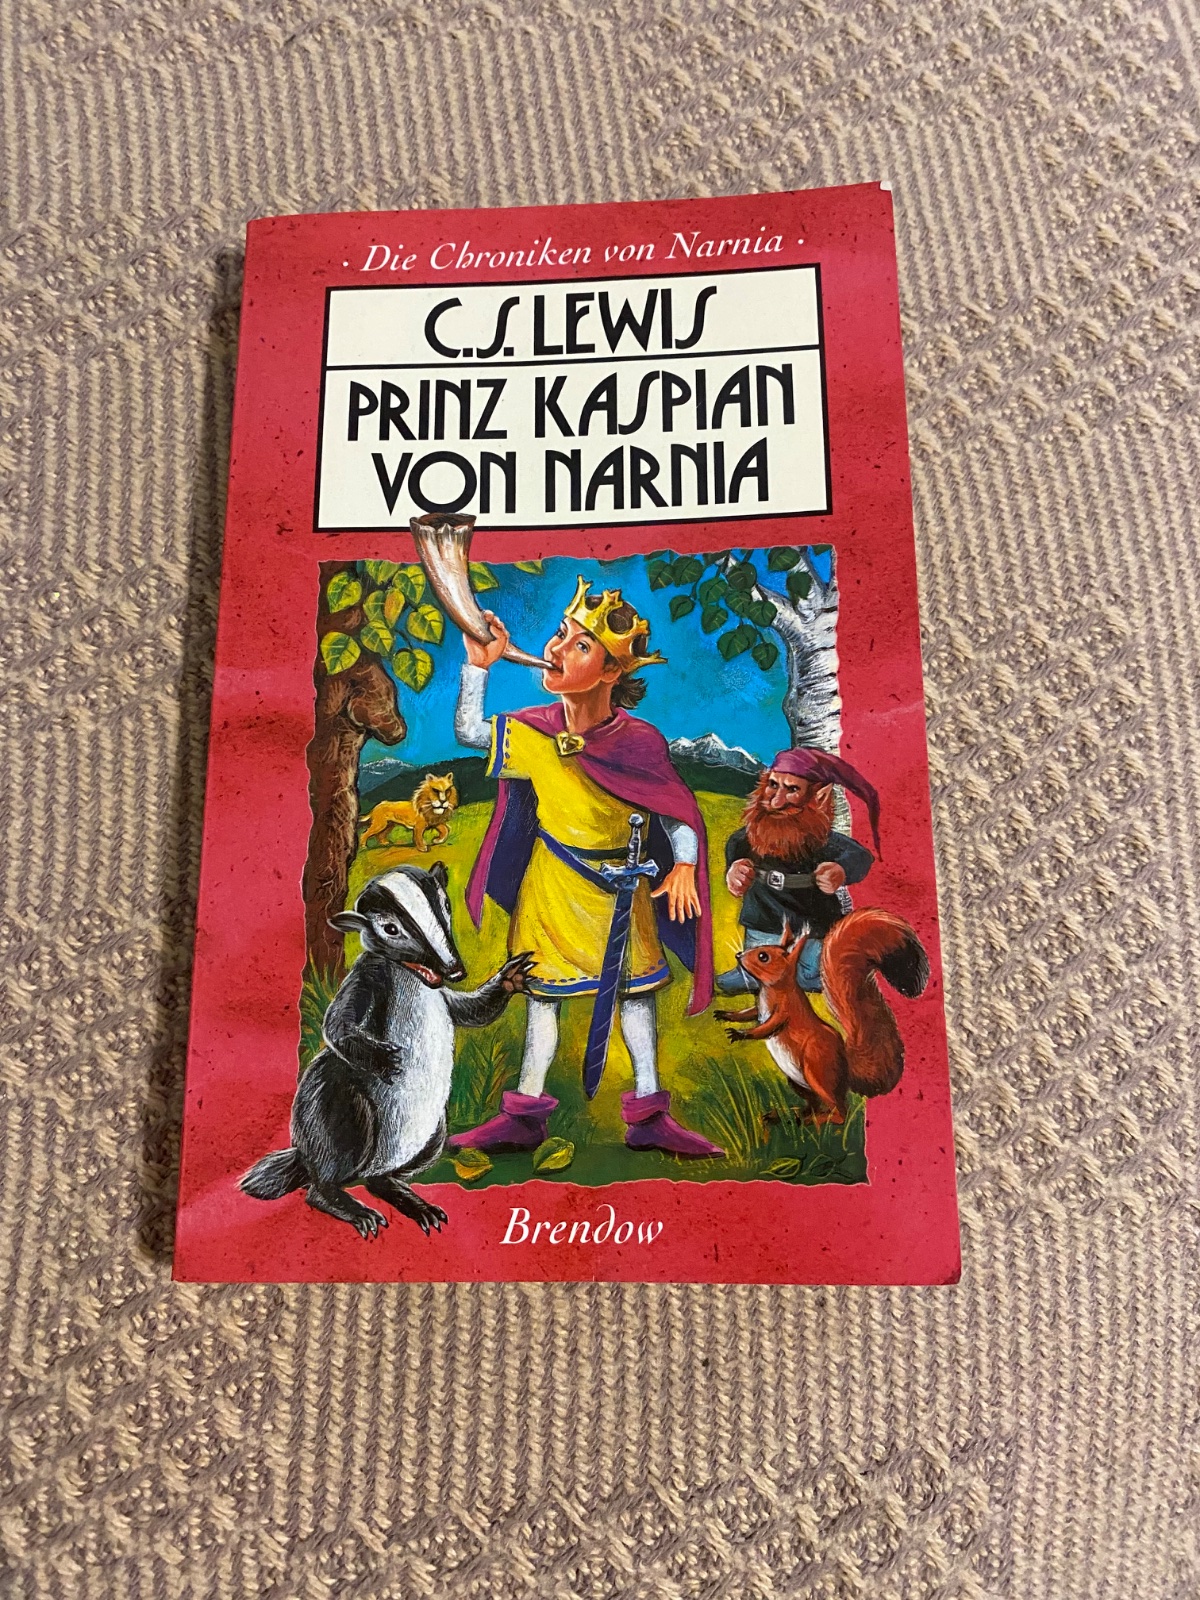 · Die Chroniken von Narnia ·
C.S. LEWIS
PRINZ KASPIAN
VON NARNIA
Brendow